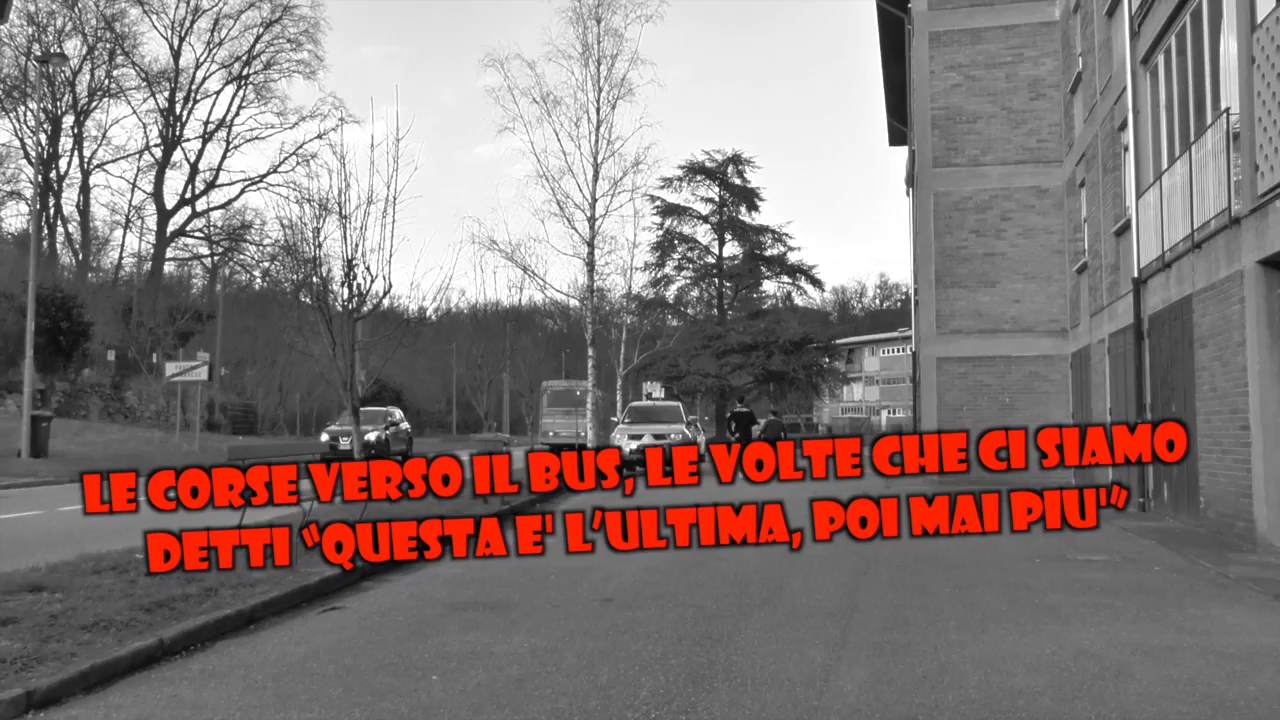 LE CORSE VERSO IL BUS, LE VOLTE CHE CI SIAMO
DETTI “QUESTA E' L’ULTIMA, POI MAI PIU'”